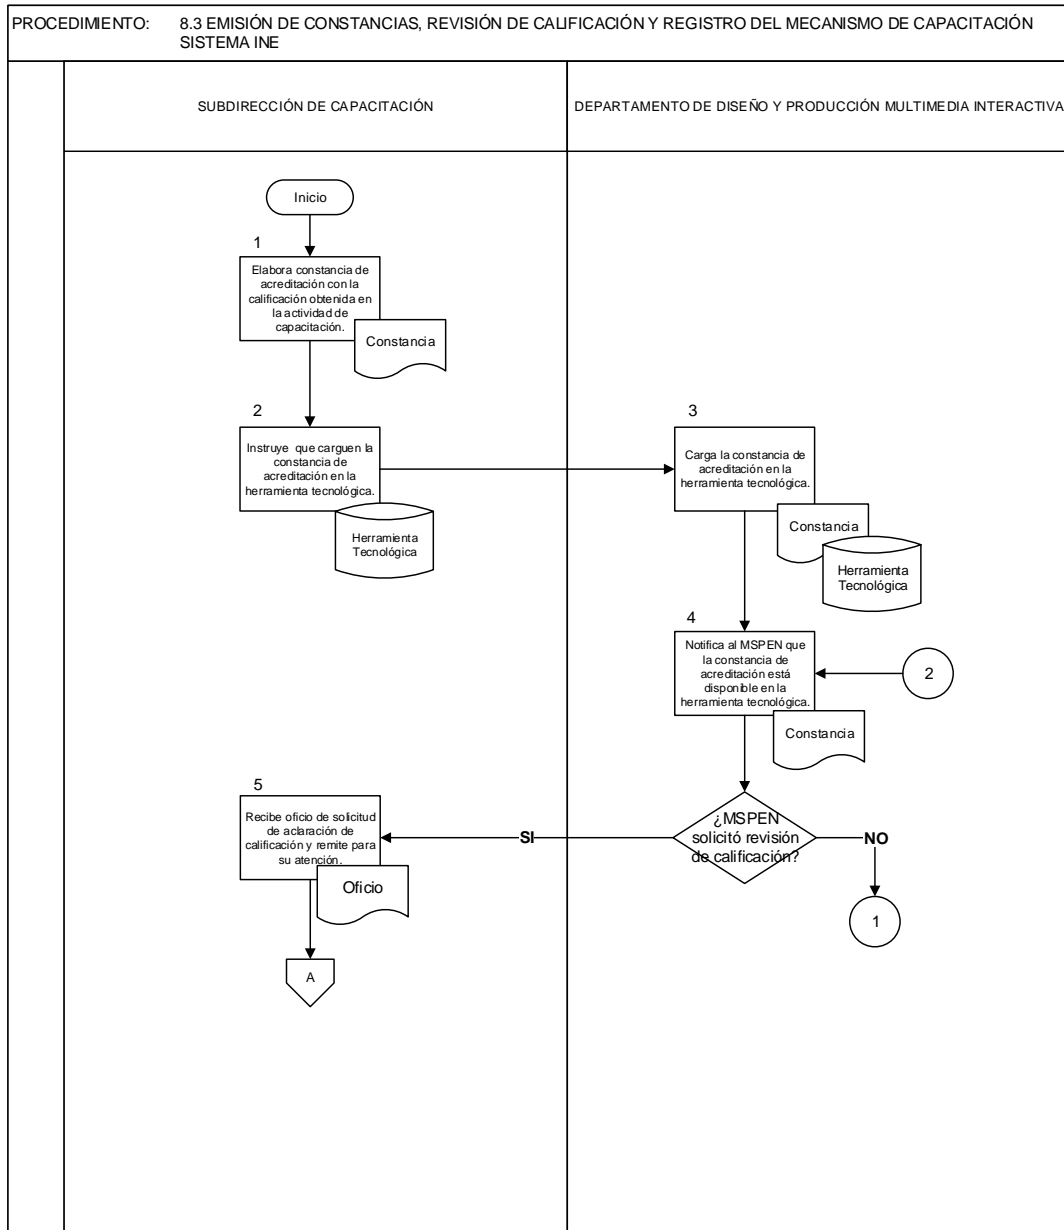 PROCEDIMIENTO: 8.3 EMISIÓN DE CONSTANCIAS, REVISIÓN DE CALIFICACIÓN Y REGISTRO DEL MECANISMO DE CAPACITACIÓN
SISTEMA INE
SUBDIRECCIÓN DE CAPACITACIÓN
DEPARTAMENTO DE DISEÑO Y PRODUCCIÓN MULTIMEDIA INTERACTIVA
Inicio
1
Elabora constancia de
acreditación con la
calificación obtenida en
la actividad de
capacitación.
Constancia
2
Instruye que carguen la
constancia de
acreditación en la
herramienta tecnológica.
Herramienta
Tecnológica
3
Carga la constancia de
acreditación en la
herramienta tecnológica.
Constancia
Herramienta
Tecnológica
4
Notifica al MSPEN que
la constancia de
acreditación está
disponible en la
herramienta tecnológica.
2
Constancia
¿MSPEN
solicitó revisión
de calificación?
SI
NO
1
5
Recibe oficio de solicitud
de aclaración de
calificación y remite para
su atención.
Oficio
A